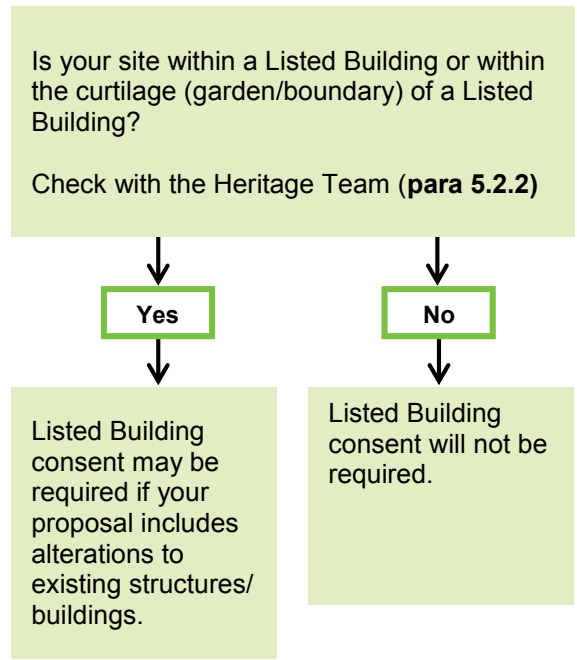 Is your site within a Listed Building or within
the curtilage (garden/boundary) of a Listed
Building?
Check with the Heritage Team (para 5.2.2)
Yes
No
Listed Building
consent may be
required if your
proposal includes
alterations to
existing structures/
buildings.
Listed Building
consent will not be
required.